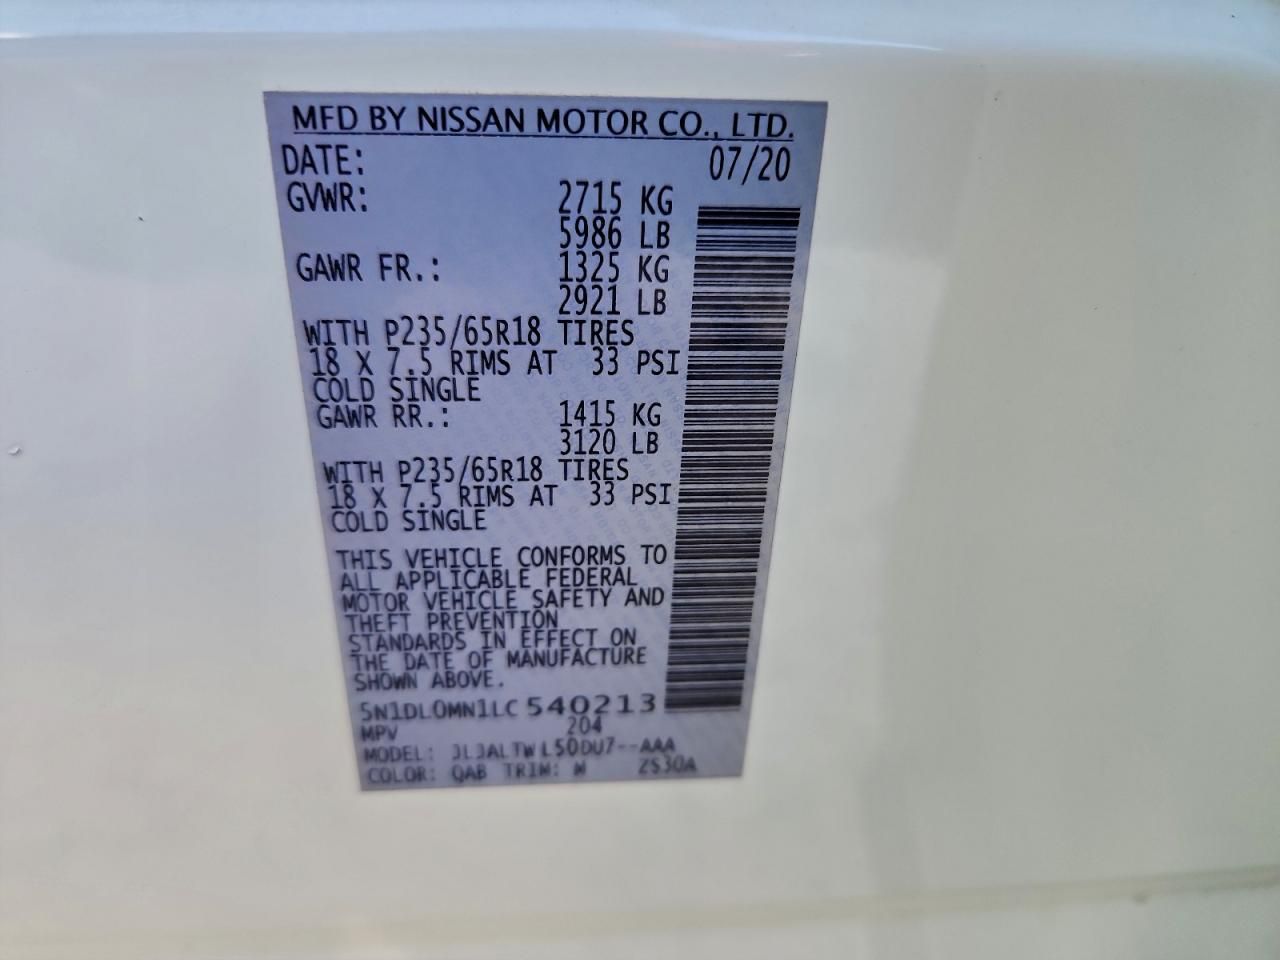 MFD BY NISSAN MOTOR CO., LTD.
DATE: 07/20
GVWR: 2715 KG
5986 LB
GAWR FR.: 1325 KG
2921 LB
WITH P235/65R18 TIRES
18 X 7.5 RIMS AT 33 PSI
COLD SINGLE
GAWR RR.: 1415 KG
3120 LB
WITH P235/65R18 TIRES
18 X 7.5 RIMS AT 33 PSI
COLD SINGLE
THIS VEHICLE CONFORMS TO
ALL APPLICABLE FEDERAL
MOTOR VEHICLE SAFETY AND
THEFT PREVENTION
STANDARDS IN EFFECT ON
THE DATE OF MANUFACTURE
SHOWN ABOVE.
5N1DL0MN1LC 540213
MPV 204
MODEL: JLJALTWL50DU7--AAA
COLOR: QAB TRIM: W 2S30A